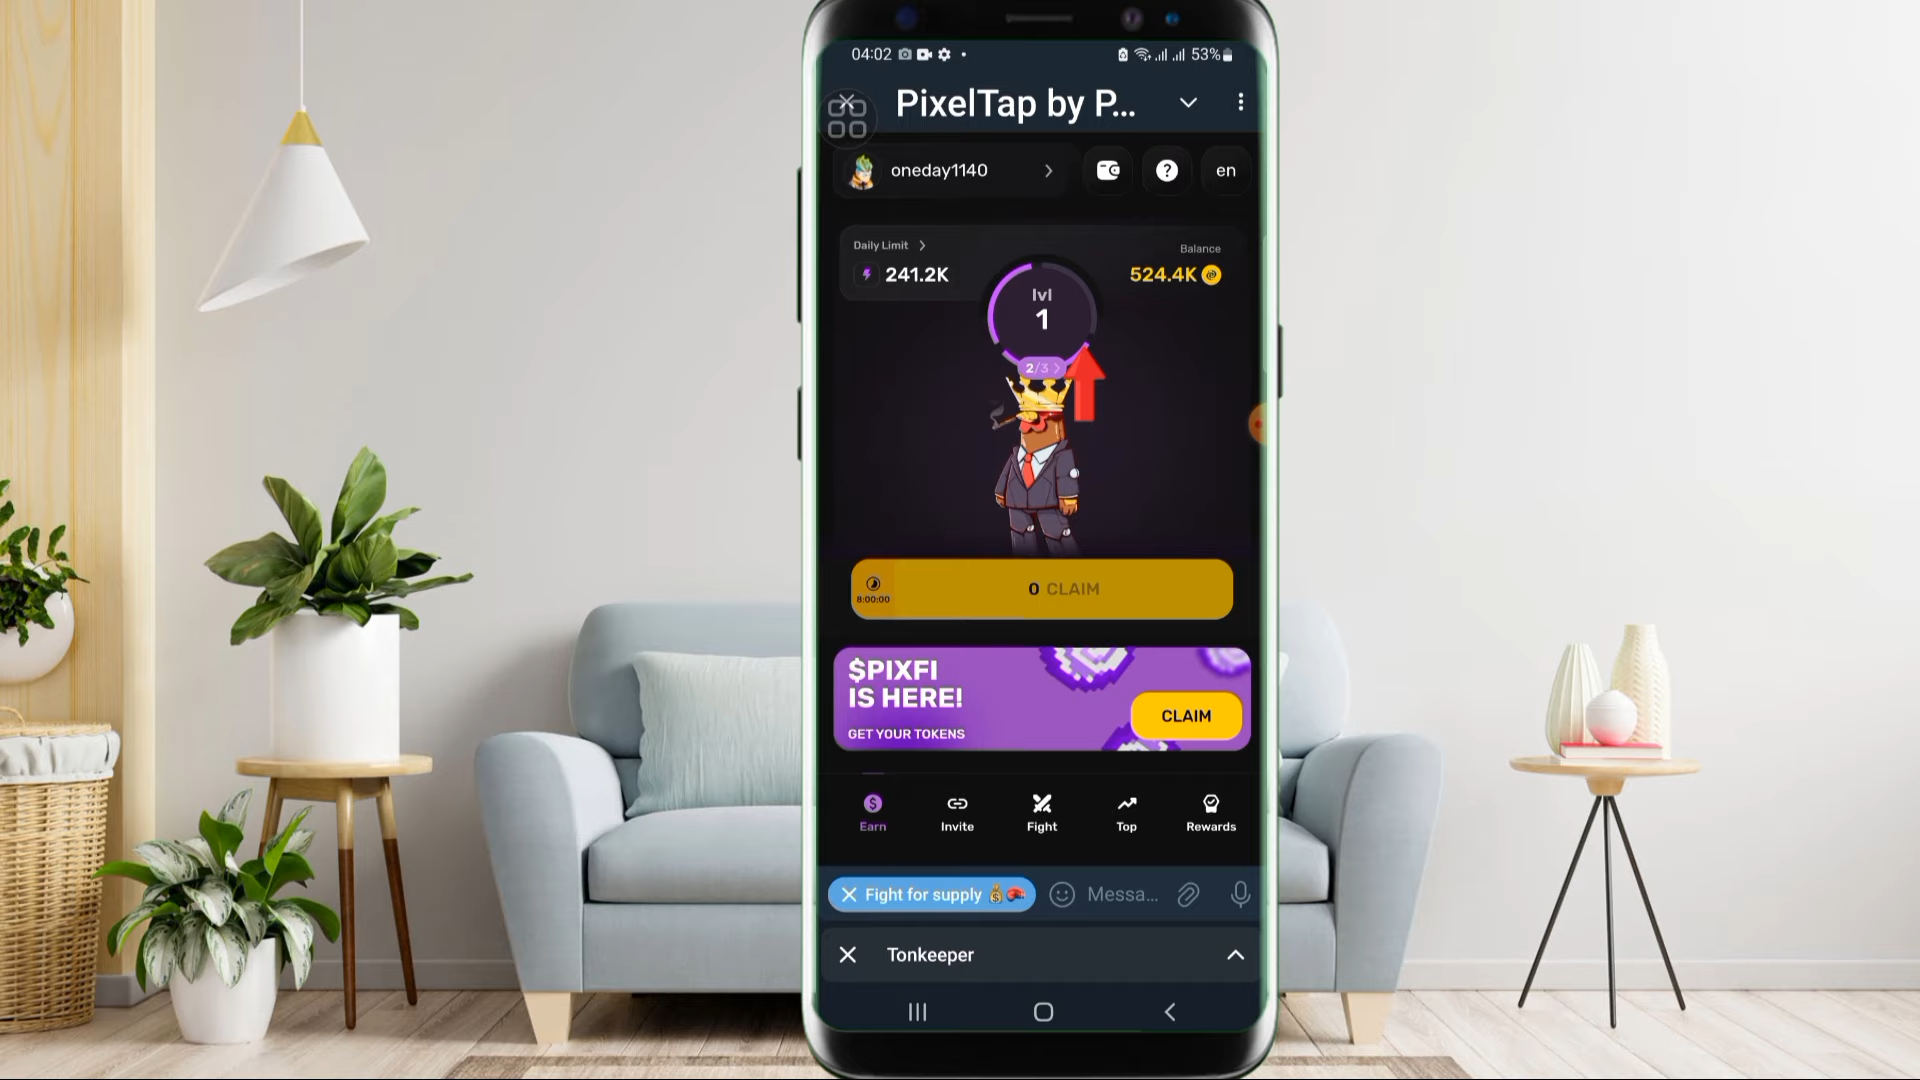 04:02
53%
PixelTap by P...
oneday1140
en
Daily Limit
241.2K
Balance
524.4K
lvl
1
2/3
8:00:00
0 CLAIM
$PIXFI
IS HERE!
GET YOUR TOKENS
CLAIM
Earn
Invite
Fight
Top
Rewards
Fight for supply 💰🥊
Messa...
Tonkeeper